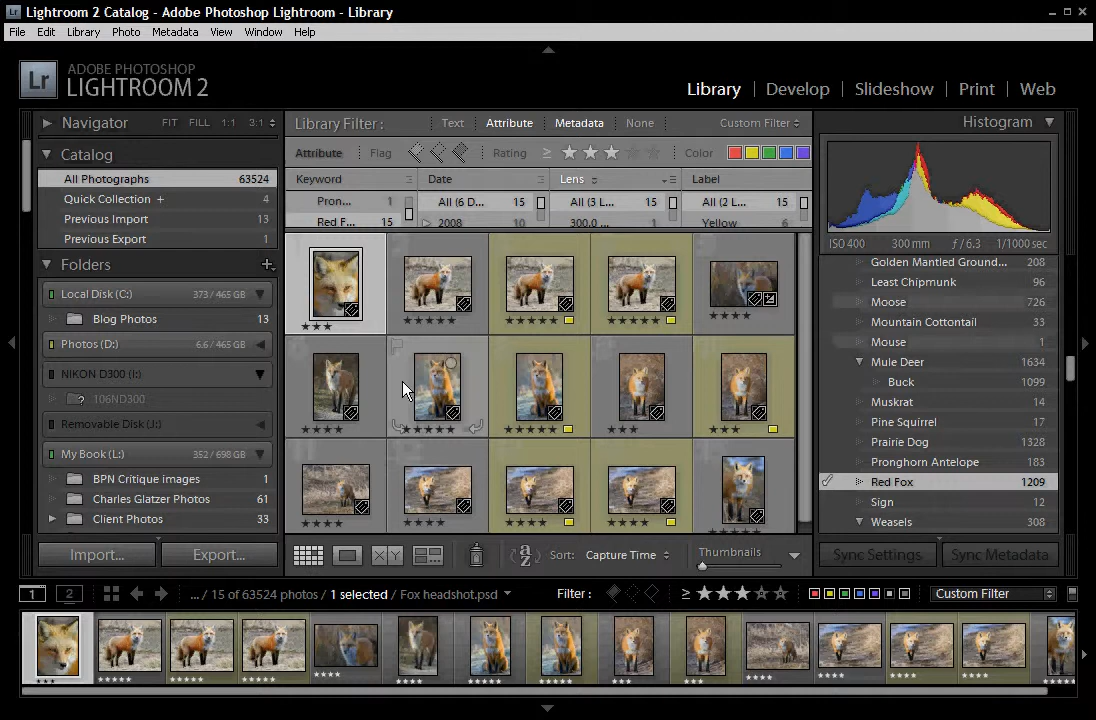 Lightroom 2 Catalog - Adobe Photoshop Lightroom - Library
File Edit Library Photo Metadata View Window Help
Lr ADOBE PHOTOSHOP
LIGHTROOM 2
Library | Develop | Slideshow | Print | Web
Navigator FIT FILL 1:1 3:1
Catalog
All Photographs 63524
Quick Collection + 4
Previous Import 13
Previous Export 1
Folders
Local Disk (C:) 373 / 465 GB
Blog Photos 13
Photos (D:) 6.6 / 465 GB
NIKON D300 (I:)
? 106ND300
Removable Disk (J:)
My Book (L:) 352 / 698 GB
BPN Critique images 1
Charles Glatzer Photos 61
Client Photos 33
Import... Export...
Library Filter : Text Attribute Metadata None Custom Filter
Attribute Flag Rating ≥ ★ ★ ★ ★ ★ Color
Keyword Date Lens Label
Pron... 1 All (6 D... 15 All (3 L... 15 All (2 L... 15
Red F... 15 2008 10 300.0 ... 1 Yellow 6
Sort: Capture Time Thumbnails
Histogram
ISO 400 300 mm ƒ / 6.3 1/1000 sec
Golden Mantled Ground... 208
Least Chipmunk 96
Moose 726
Mountain Cottontail 33
Mouse 1
Mule Deer 1634
Buck 1099
Muskrat 14
Pine Squirrel 7
Prairie Dog 1328
Pronghorn Antelope 183
Red Fox 1209
Sign 12
Weasels 308
Sync Settings Sync Metadata
1 2 ... / 15 of 63524 photos / 1 selected / Fox headshot.psd Filter : ≥ ★ ★ ★ ☆ ☆ Custom Filter